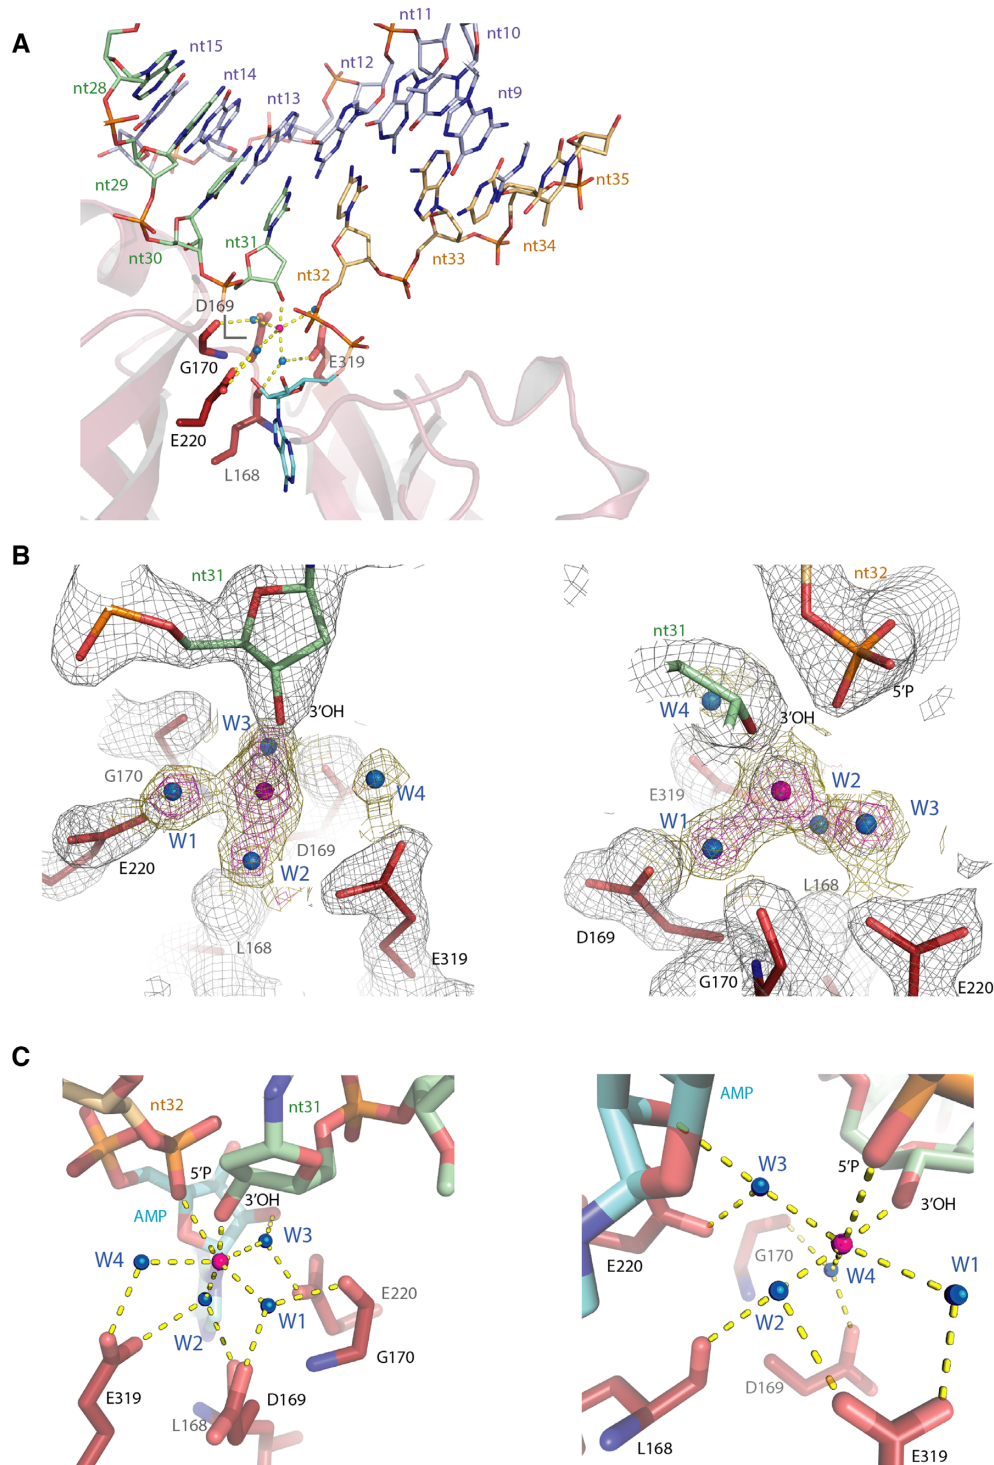 A
nt11
nt10
nt15
nt12
nt28
nt14
nt13
nt9
nt29
nt35
nt31
nt34
nt30
nt33
nt32
D169
G170
E319
E220
L168
B
nt31
nt32
nt31
5'P
3'OH
W4
3'OH
W3
G170
W4
E319
W2
W3
W1
W1
D169
E220
W2
L168
L168
D169
E319
G170
E220
C
nt32
nt31
AMP
5'P
5'P
W3
3'OH
3'OH
AMP
W3
W4
E220
G170
W1
W4
E220
W1
W2
W2
G170
E319
D169
D169
L168
L168
E319